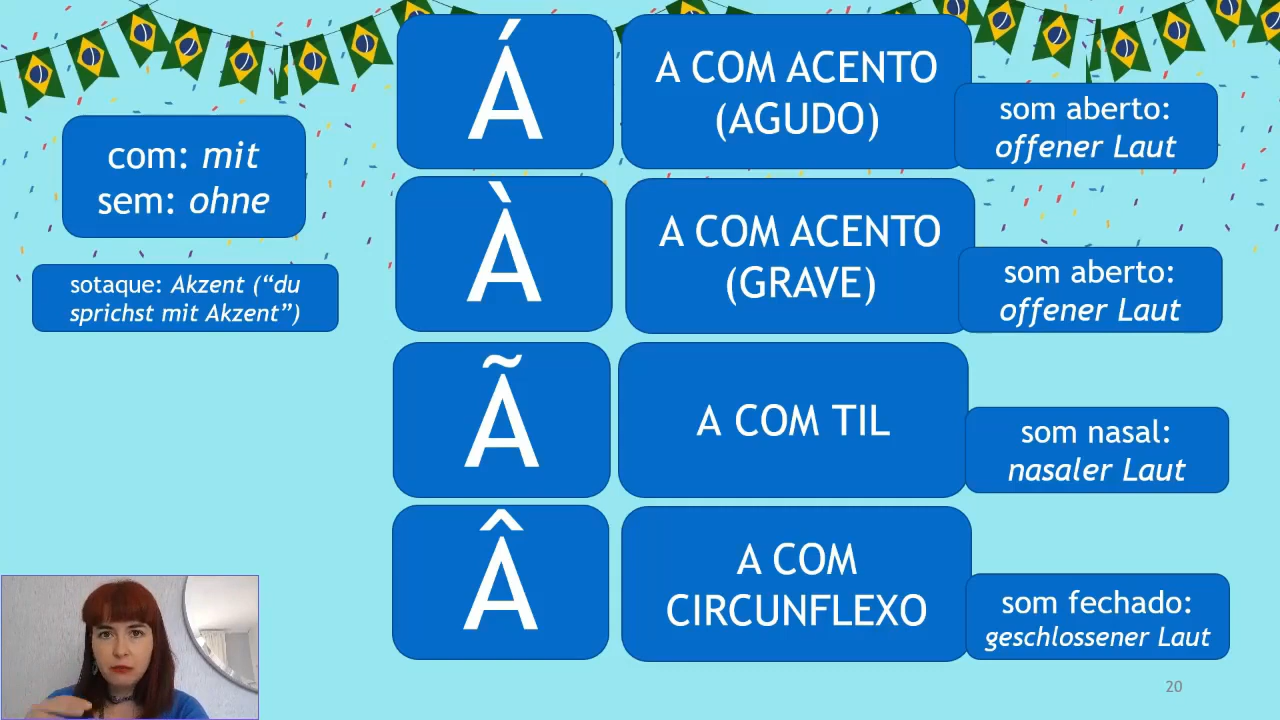 com: mit
sem: ohne
sotaque: Akzent (“du
sprichst mit Akzent”)
Á
A COM ACENTO
(AGUDO)
som aberto:
offener Laut
À
A COM ACENTO
(GRAVE)
som aberto:
offener Laut
Ã
A COM TIL
som nasal:
nasaler Laut
Â
A COM
CIRCUNFLEXO
som fechado:
geschlossener Laut
20